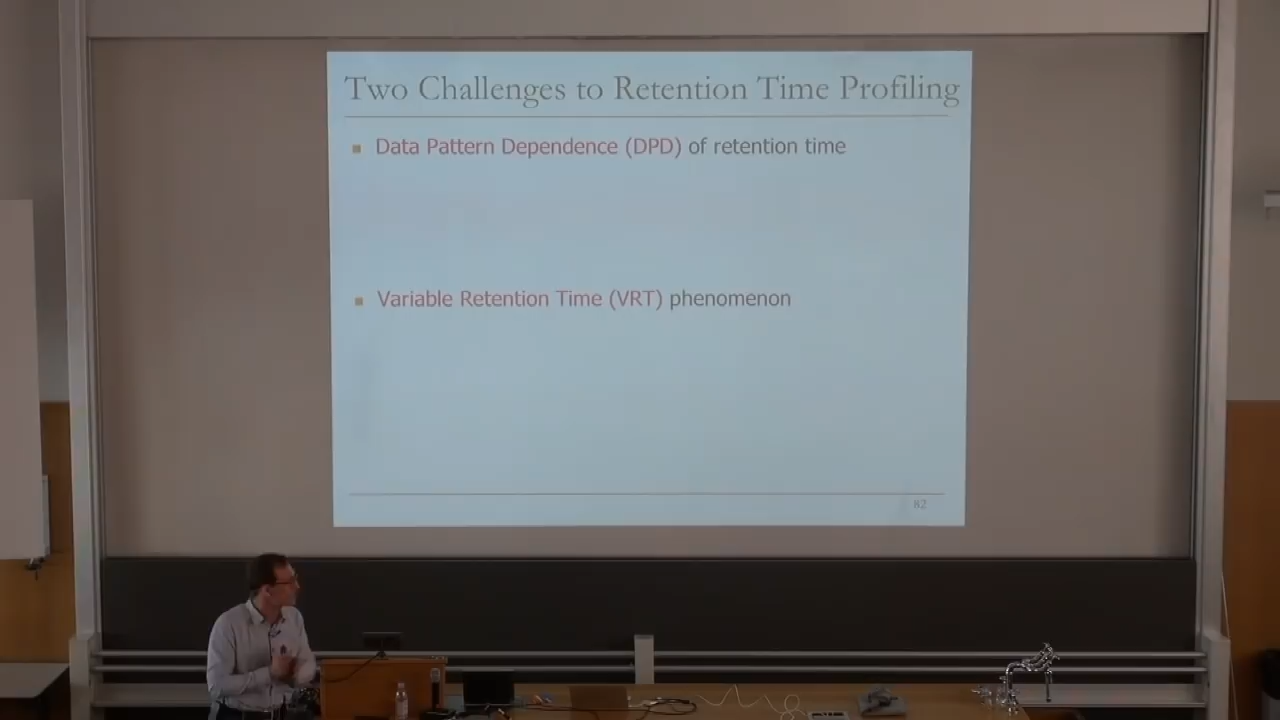 Two Challenges to Retention Time Profiling
Data Pattern Dependence (DPD) of retention time
Variable Retention Time (VRT) phenomenon
82